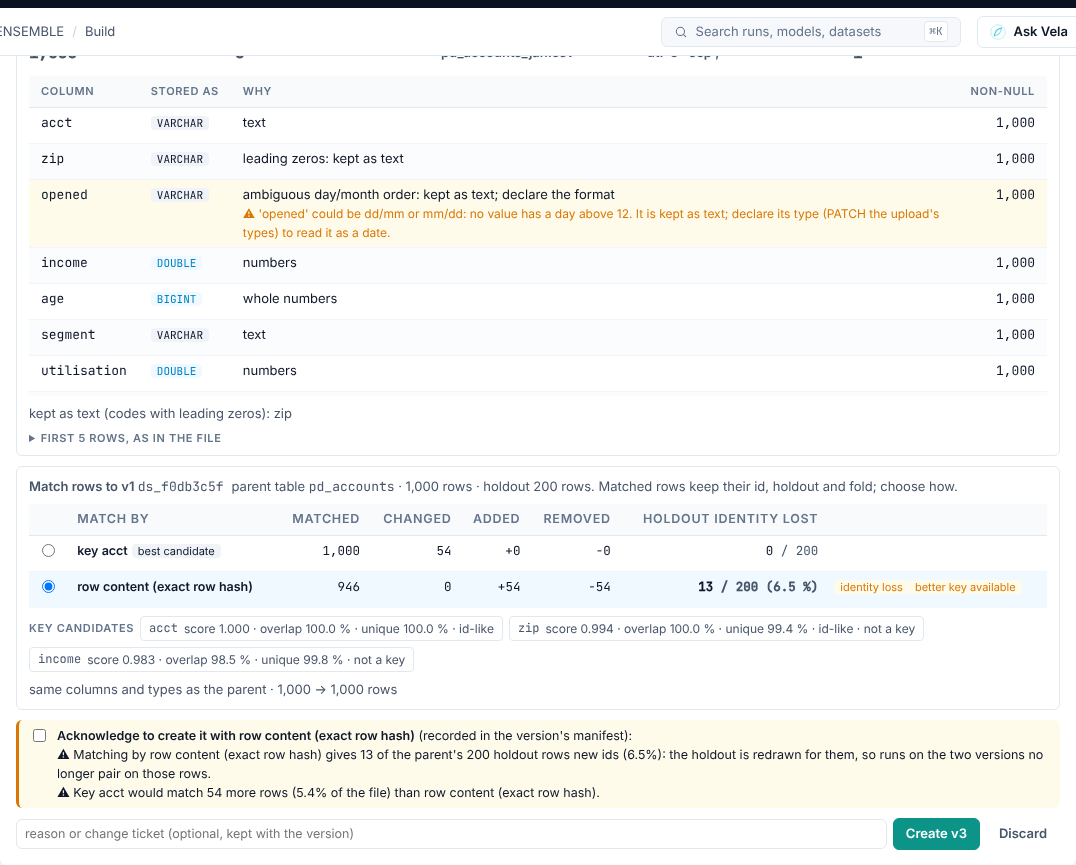 ENSEMBLE / Build
Search runs, models, datasets ⌘K
Ask Vela
COLUMN STORED AS WHY NON-NULL
acct VARCHAR text 1,000
zip VARCHAR leading zeros: kept as text 1,000
opened VARCHAR ambiguous day/month order: kept as text; declare the format 1,000
⚠ 'opened' could be dd/mm or mm/dd: no value has a day above 12. It is kept as text; declare its type (PATCH the upload's
types) to read it as a date.
income DOUBLE numbers 1,000
age BIGINT whole numbers 1,000
segment VARCHAR text 1,000
utilisation DOUBLE numbers 1,000
kept as text (codes with leading zeros): zip
▸ FIRST 5 ROWS, AS IN THE FILE
Match rows to v1 ds_f0db3c5f parent table pd_accounts · 1,000 rows · holdout 200 rows. Matched rows keep their id, holdout and fold; choose how.
MATCH BY MATCHED CHANGED ADDED REMOVED HOLDOUT IDENTITY LOST
key acct best candidate 1,000 54 +0 -0 0 / 200
row content (exact row hash) 946 0 +54 -54 13 / 200 (6.5 %) identity loss better key available
KEY CANDIDATES acct score 1.000 · overlap 100.0 % · unique 100.0 % · id-like zip score 0.994 · overlap 100.0 % · unique 99.4 % · id-like · not a key
income score 0.983 · overlap 98.5 % · unique 99.8 % · not a key
same columns and types as the parent · 1,000 → 1,000 rows
Acknowledge to create it with row content (exact row hash) (recorded in the version's manifest):
⚠ Matching by row content (exact row hash) gives 13 of the parent's 200 holdout rows new ids (6.5%): the holdout is redrawn for them, so runs on the two versions no
longer pair on those rows.
⚠ Key acct would match 54 more rows (5.4% of the file) than row content (exact row hash).
reason or change ticket (optional, kept with the version)
Create v3
Discard